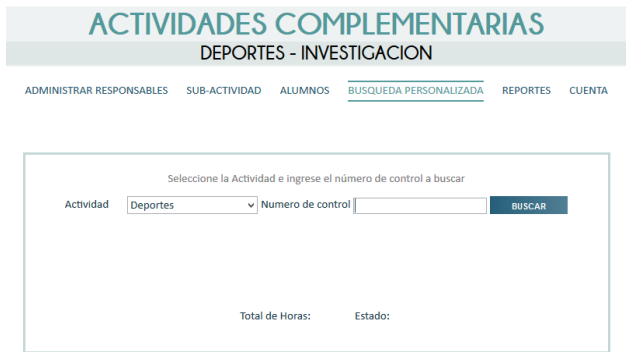 ACTIVIDADES COMPLEMENTARIAS
DEPORTES - INVESTIGACION
ADMINISTRAR RESPONSABLES SUB-ACTIVIDAD ALUMNOS BUSQUEDA PERSONALIZADA REPORTES CUENTA
Seleccione la Actividad e ingrese el número de control a buscar
Actividad Deportes Numero de control BUSCAR
Total de Horas: Estado: